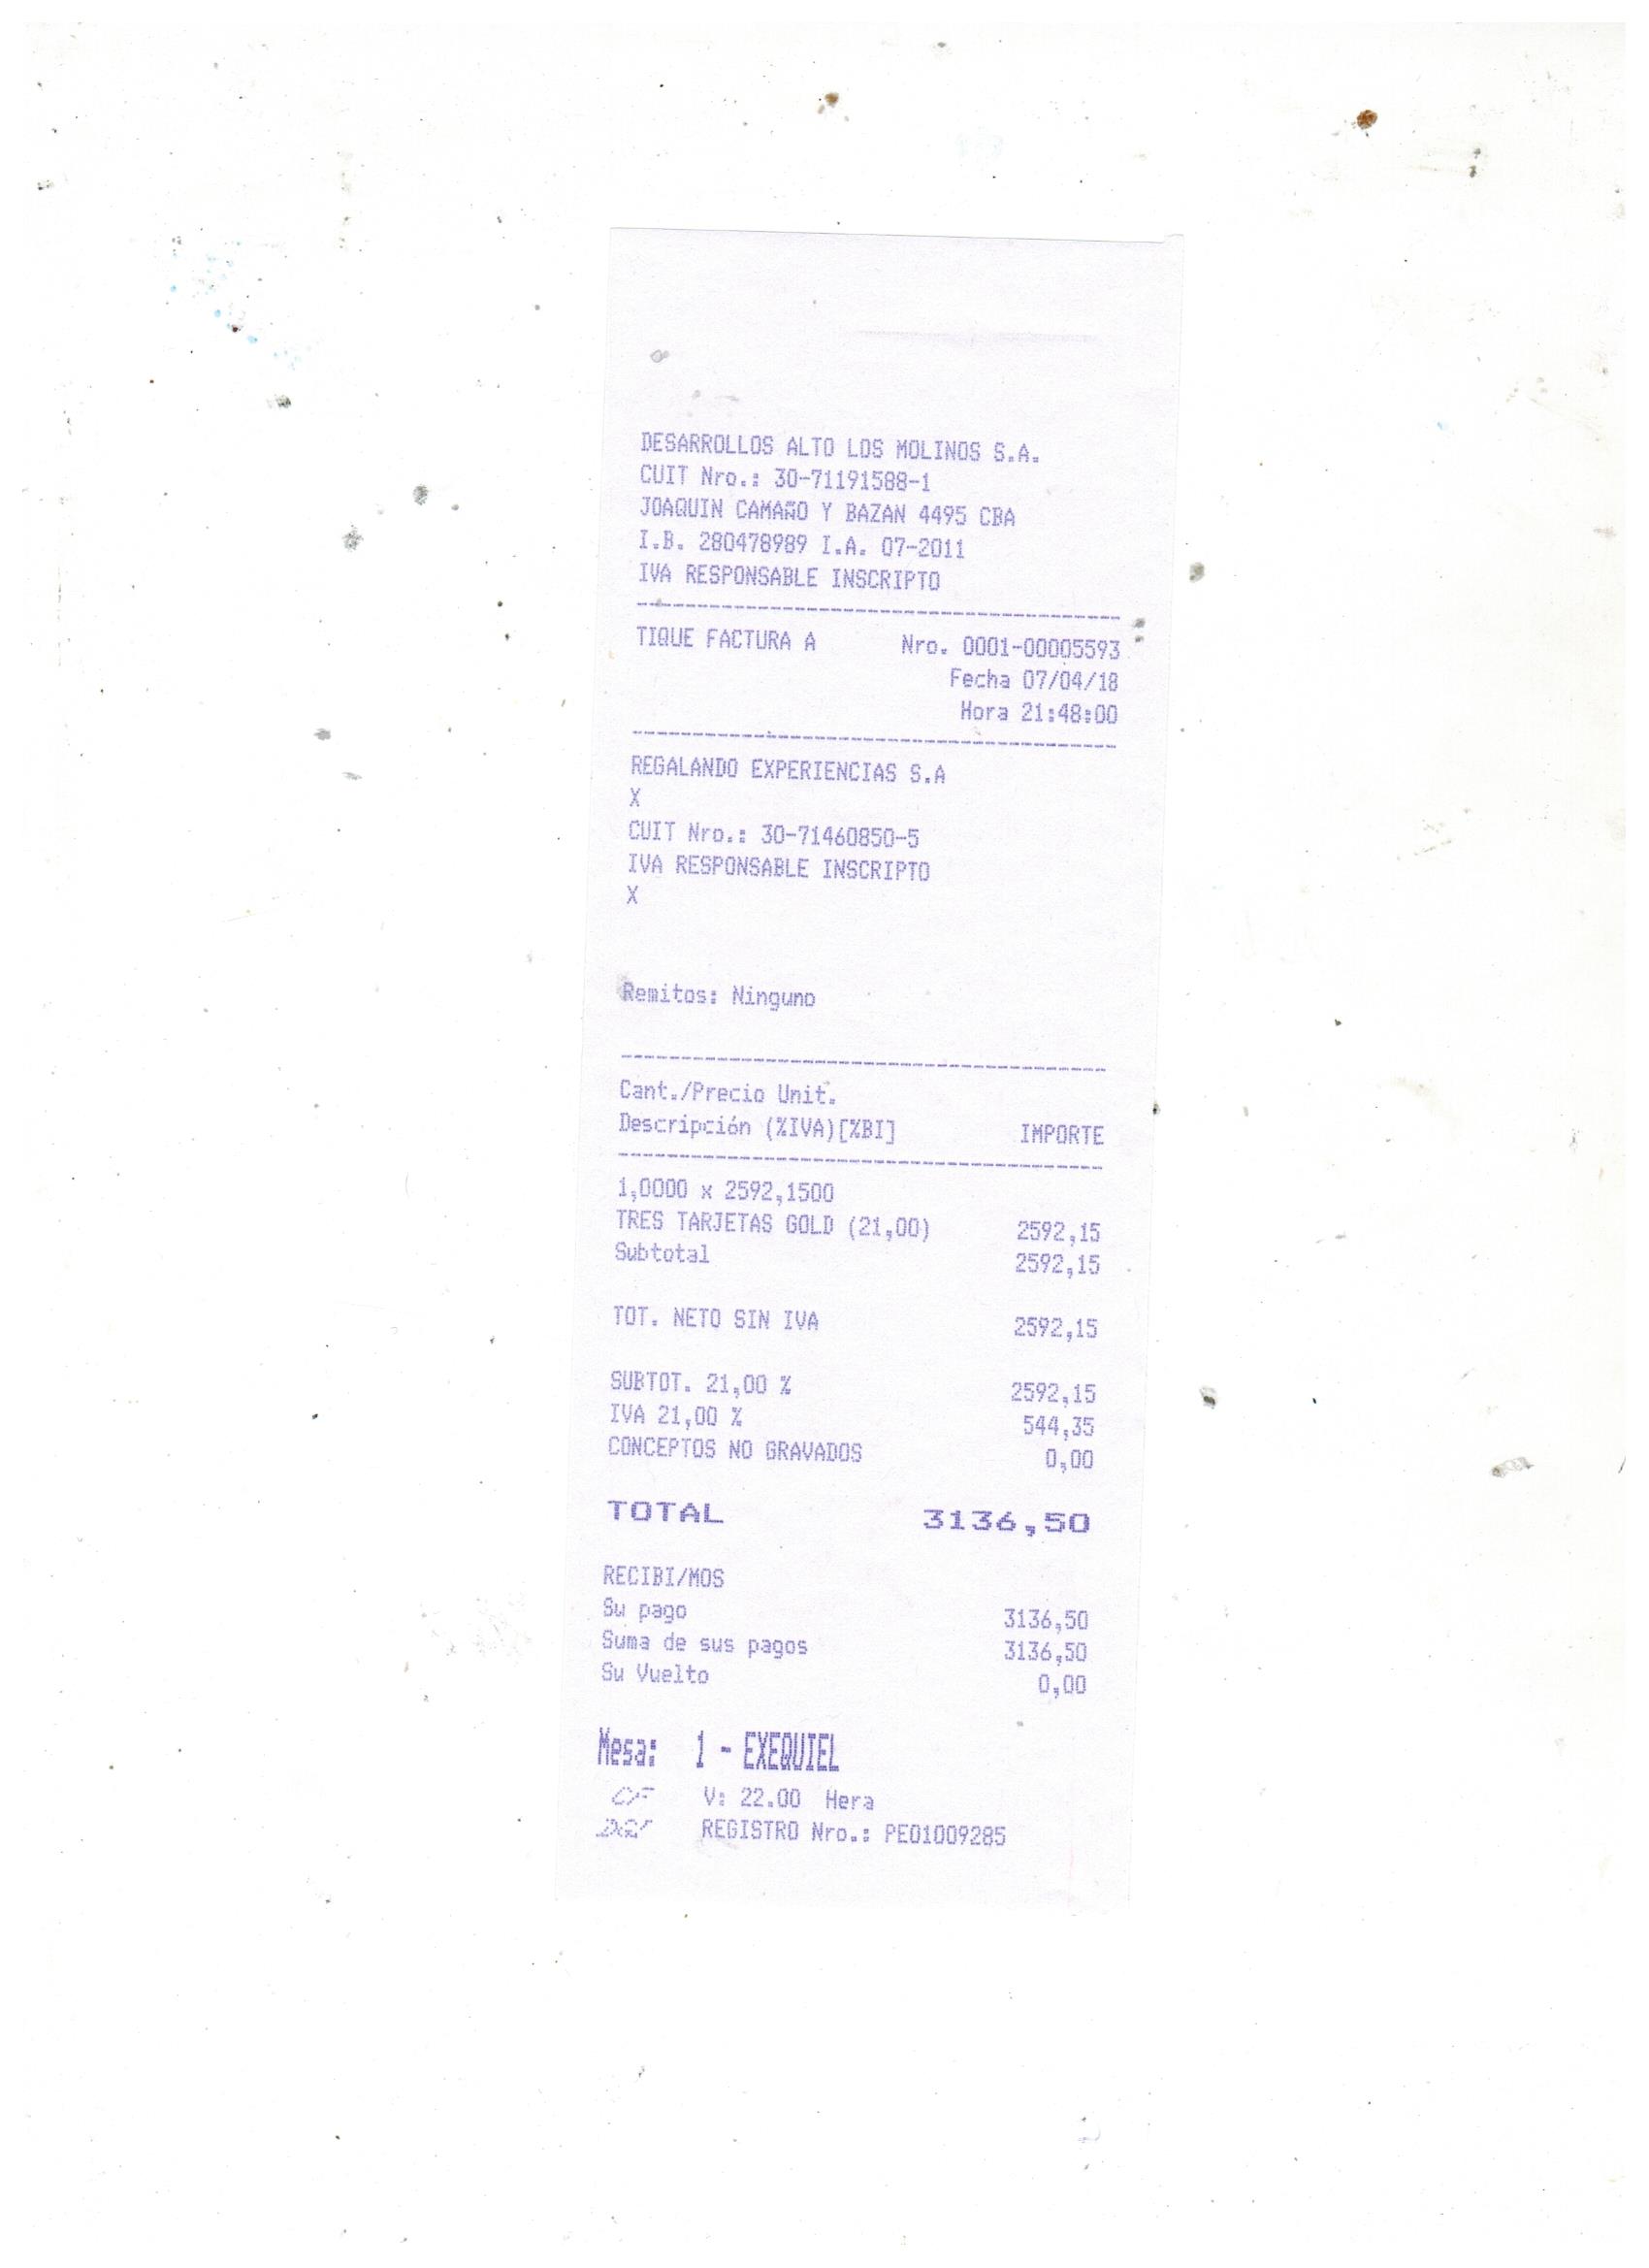 DESARROLLOS ALTO LOS MOLINOS S.A.
CUIT Nro.: 30-71191588-1
JOAQUIN CAMAÑO Y BAZAN 4495 CBA
I.B. 280478989 I.A. 07-2011
IVA RESPONSABLE INSCRIPTO
TIQUE FACTURA A Nro. 0001-00005593
Fecha 07/04/18
Hora 21:48:00
REGALANDO EXPERIENCIAS S.A
X
CUIT Nro.: 30-71460850-5
IVA RESPONSABLE INSCRIPTO
X
Remitos: Ninguno
Cant./Precio Unit.
Descripción (%IVA)[%BI] IMPORTE
1,0000 x 2592,1500
TRES TARJETAS GOLD (21,00) 2592,15
Subtotal 2592,15
TOT. NETO SIN IVA 2592,15
SUBTOT. 21,00 % 2592,15
IVA 21,00 % 544,35
CONCEPTOS NO GRAVADOS 0,00
TOTAL 3136,50
RECIBI/MOS
Su pago 3136,50
Suma de sus pagos 3136,50
Su Vuelto 0,00
Mesa: 1 - EXEQUIEL
CF V: 22.00 Hera
REGISTRO Nro.: PEO1009285